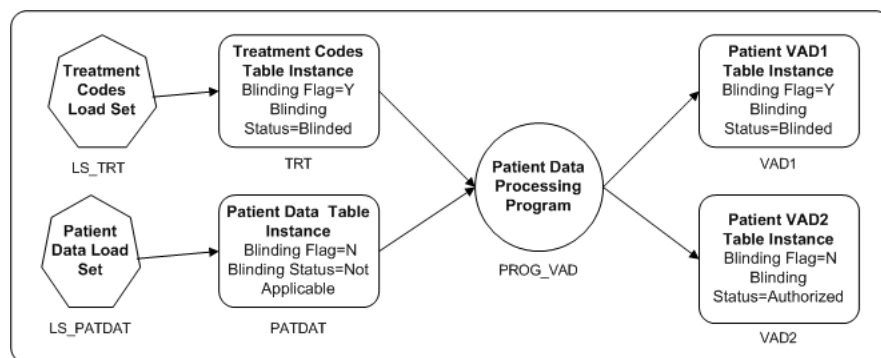 Treatment
Codes
Load Set
LS_TRT
Treatment Codes
Table Instance
Blinding Flag=Y
Blinding
Status=Blinded
TRT
Patient
Data Load
Set
LS_PATDAT
Patient Data Table
Instance
Blinding Flag=N
Blinding Status=Not
Applicable
PATDAT
Patient Data
Processing
Program
PROG_VAD
Patient VAD1
Table Instance
Blinding Flag=Y
Blinding
Status=Blinded
VAD1
Patient VAD2
Table Instance
Blinding Flag=N
Blinding
Status=Authorized
VAD2